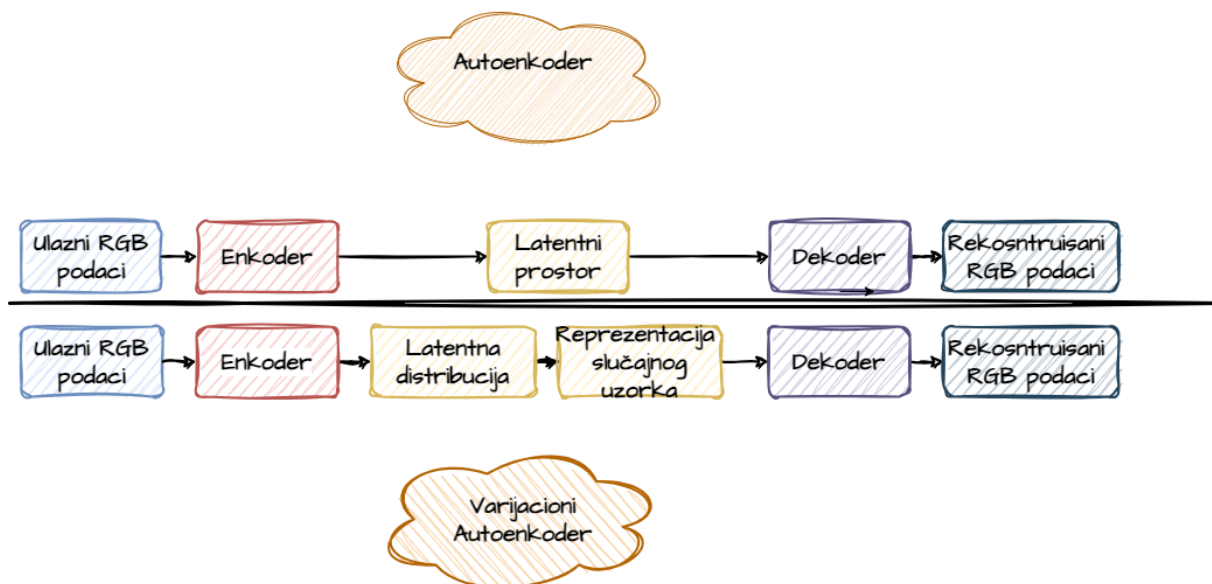 Autoenkoder
Ulazni RGB
podaci
Enkoder
Latentni
prostor
Dekoder
Rekosntruisani
RGB podaci
Ulazni RGB
podaci
Enkoder
Latentna
distribucija
Reprezentacija
slučajnog
uzorka
Dekoder
Rekosntruisani
RGB podaci
Varijacioni
Autoenkoder